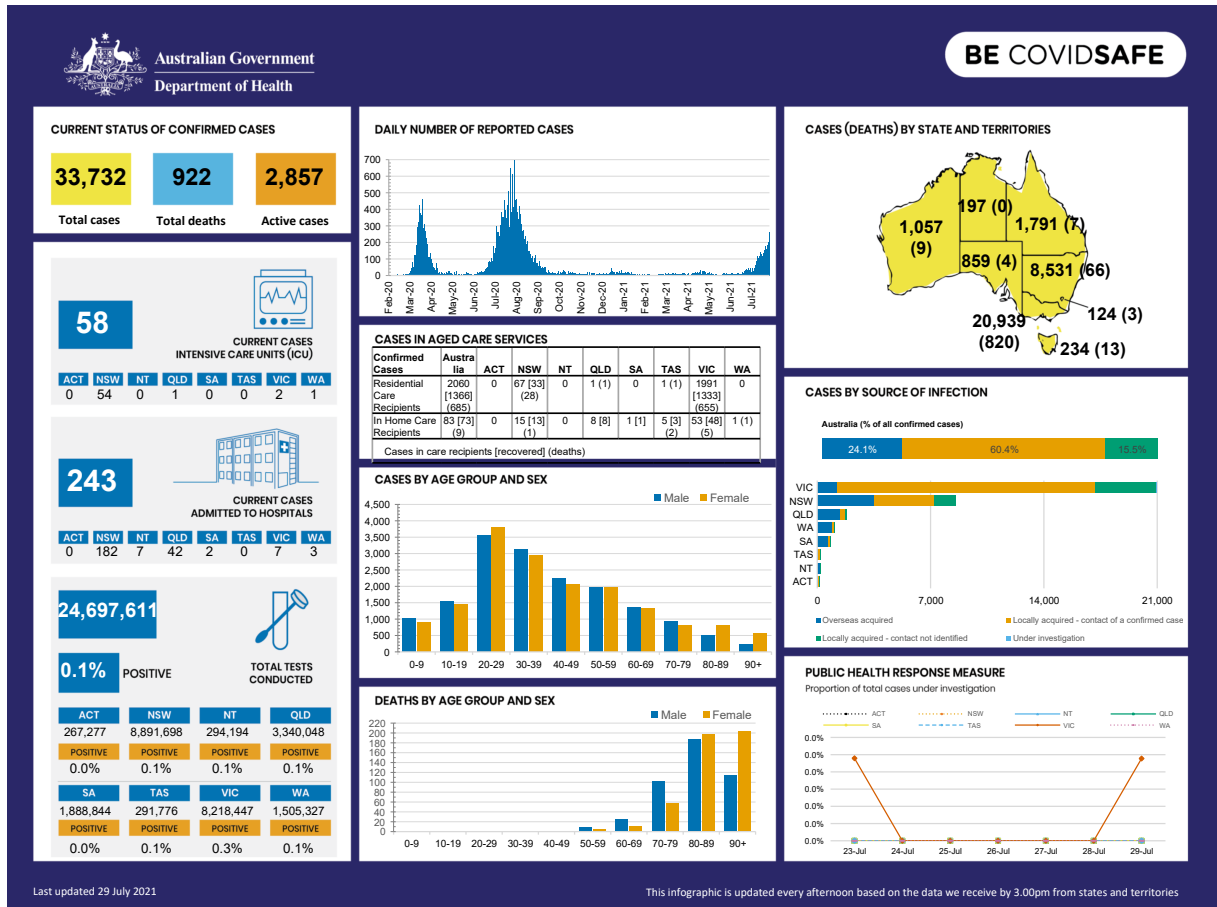 Australian Government
Department of Health
BE COVIDSAFE
CURRENT STATUS OF CONFIRMED CASES
33,732 922 2,857
Total cases Total deaths Active cases
58
CURRENT CASES
INTENSIVE CARE UNITS (ICU)
ACT NSW NT QLD SA TAS VIC WA
0 54 0 1 0 0 2 1
243
CURRENT CASES
ADMITTED TO HOSPITALS
ACT NSW NT QLD SA TAS VIC WA
0 182 7 42 2 0 7 3
24,697,611
0.1% POSITIVE
TOTAL TESTS
CONDUCTED
ACT NSW NT QLD
267,277 8,891,698 294,194 3,340,048
POSITIVE POSITIVE POSITIVE POSITIVE
0.0% 0.1% 0.1% 0.1%
SA TAS VIC WA
1,888,844 291,776 8,218,447 1,505,327
POSITIVE POSITIVE POSITIVE POSITIVE
0.0% 0.1% 0.3% 0.1%
DAILY NUMBER OF REPORTED CASES
700
600
500
400
300
200
100
0
Feb-20 Mar-20 Apr-20 May-20 Jun-20 Jul-20 Aug-20 Sep-20 Oct-20 Nov-20 Dec-20 Jan-21 Feb-21 Mar-21 Apr-21 May-21 Jun-21 Jul-21
CASES IN AGED CARE SERVICES
Confirmed Austra
Cases lia ACT NSW NT QLD SA TAS VIC WA
Residential 2060 0 67 [33] 0 1 (1) 0 1 (1) 1991 0
Care [1366] (28) [1333]
Recipients (685) (655)
In Home Care 83 [73] 0 15 [13] 0 8 [8] 1 [1] 5 [3] 53 [48] 1 (1)
Recipients (9) (1) (2) (5)
Cases in care recipients [recovered] (deaths)
CASES BY AGE GROUP AND SEX
Male Female
4,500
4,000
3,500
3,000
2,500
2,000
1,500
1,000
500
0
0-9 10-19 20-29 30-39 40-49 50-59 60-69 70-79 80-89 90+
DEATHS BY AGE GROUP AND SEX
Male Female
220
200
180
160
140
120
100
80
60
40
20
0
0-9 10-19 20-29 30-39 40-49 50-59 60-69 70-79 80-89 90+
CASES (DEATHS) BY STATE AND TERRITORIES
197 (0)
1,057
(9)
1,791 (7)
859 (4)
8,531 (66)
124 (3)
20,939
(820)
234 (13)
CASES BY SOURCE OF INFECTION
Australia (% of all confirmed cases)
24.1% 60.4% 15.5%
VIC
NSW
QLD
WA
SA
TAS
NT
ACT
0 7,000 14,000 21,000
Overseas acquired Locally acquired - contact of a confirmed case
Locally acquired - contact not identified Under investigation
PUBLIC HEALTH RESPONSE MEASURE
Proportion of total cases under investigation
ACT NSW NT QLD
SA TAS VIC WA
0.0%
0.0%
0.0%
0.0%
0.0%
0.0%
0.0%
23-Jul 24-Jul 25-Jul 26-Jul 27-Jul 28-Jul 29-Jul
Last updated 29 July 2021
This infographic is updated every afternoon based on the data we receive by 3.00pm from states and territories